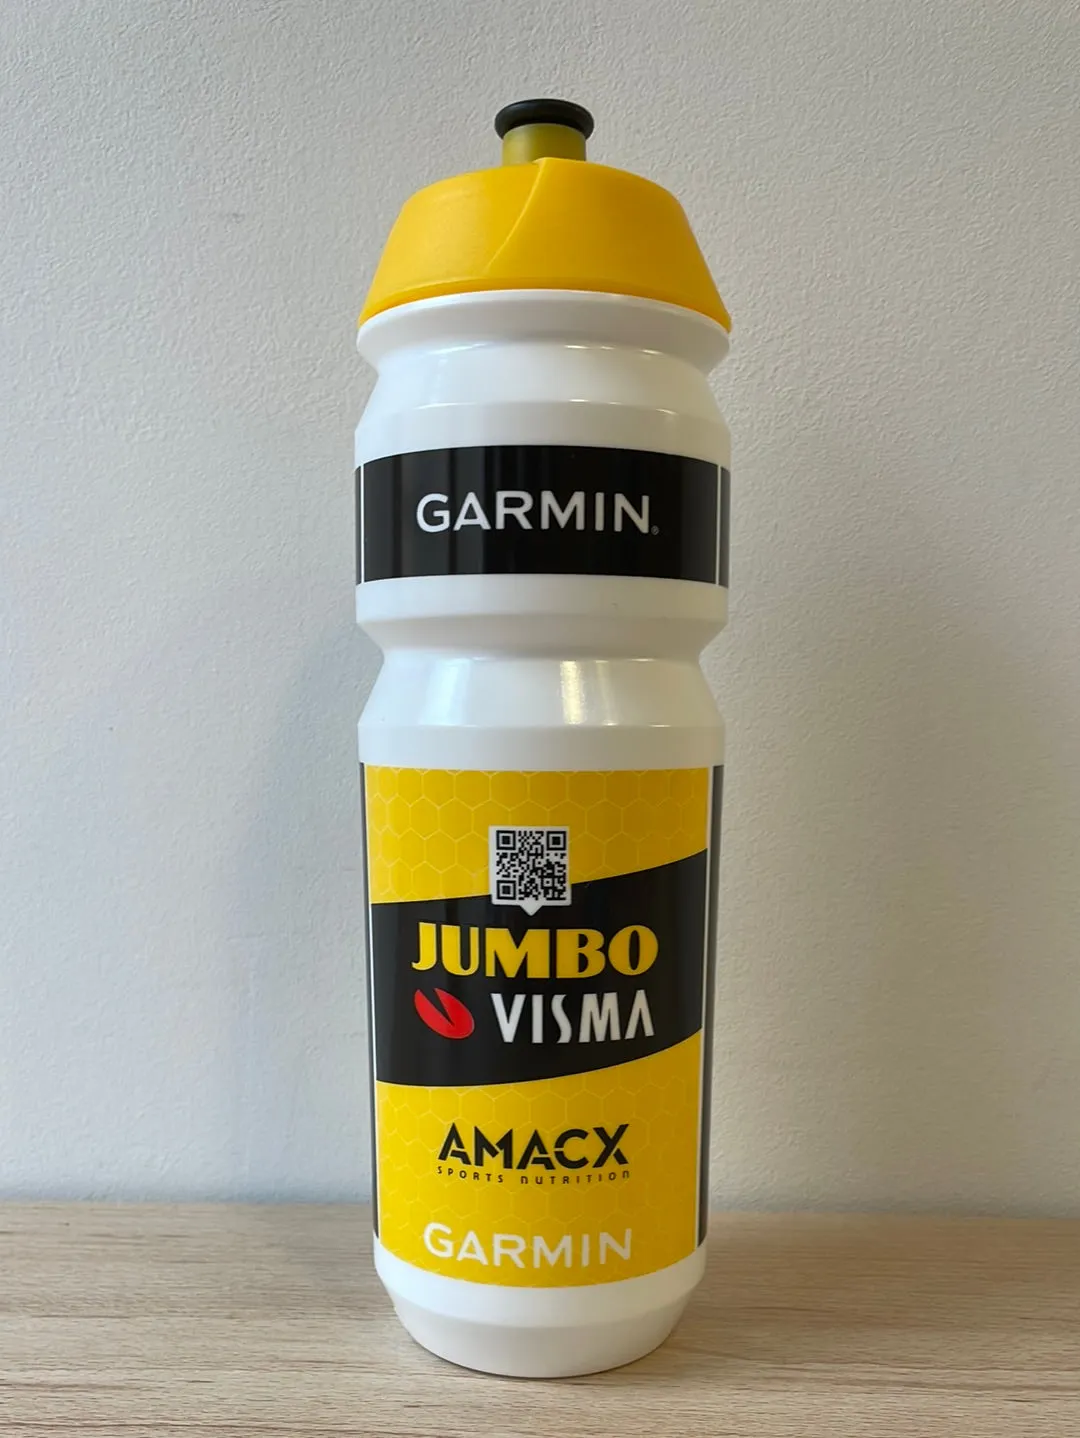 GARMIN®
JUMBO
VISMA
AMACX
SPORTS NUTRITION
GARMIN